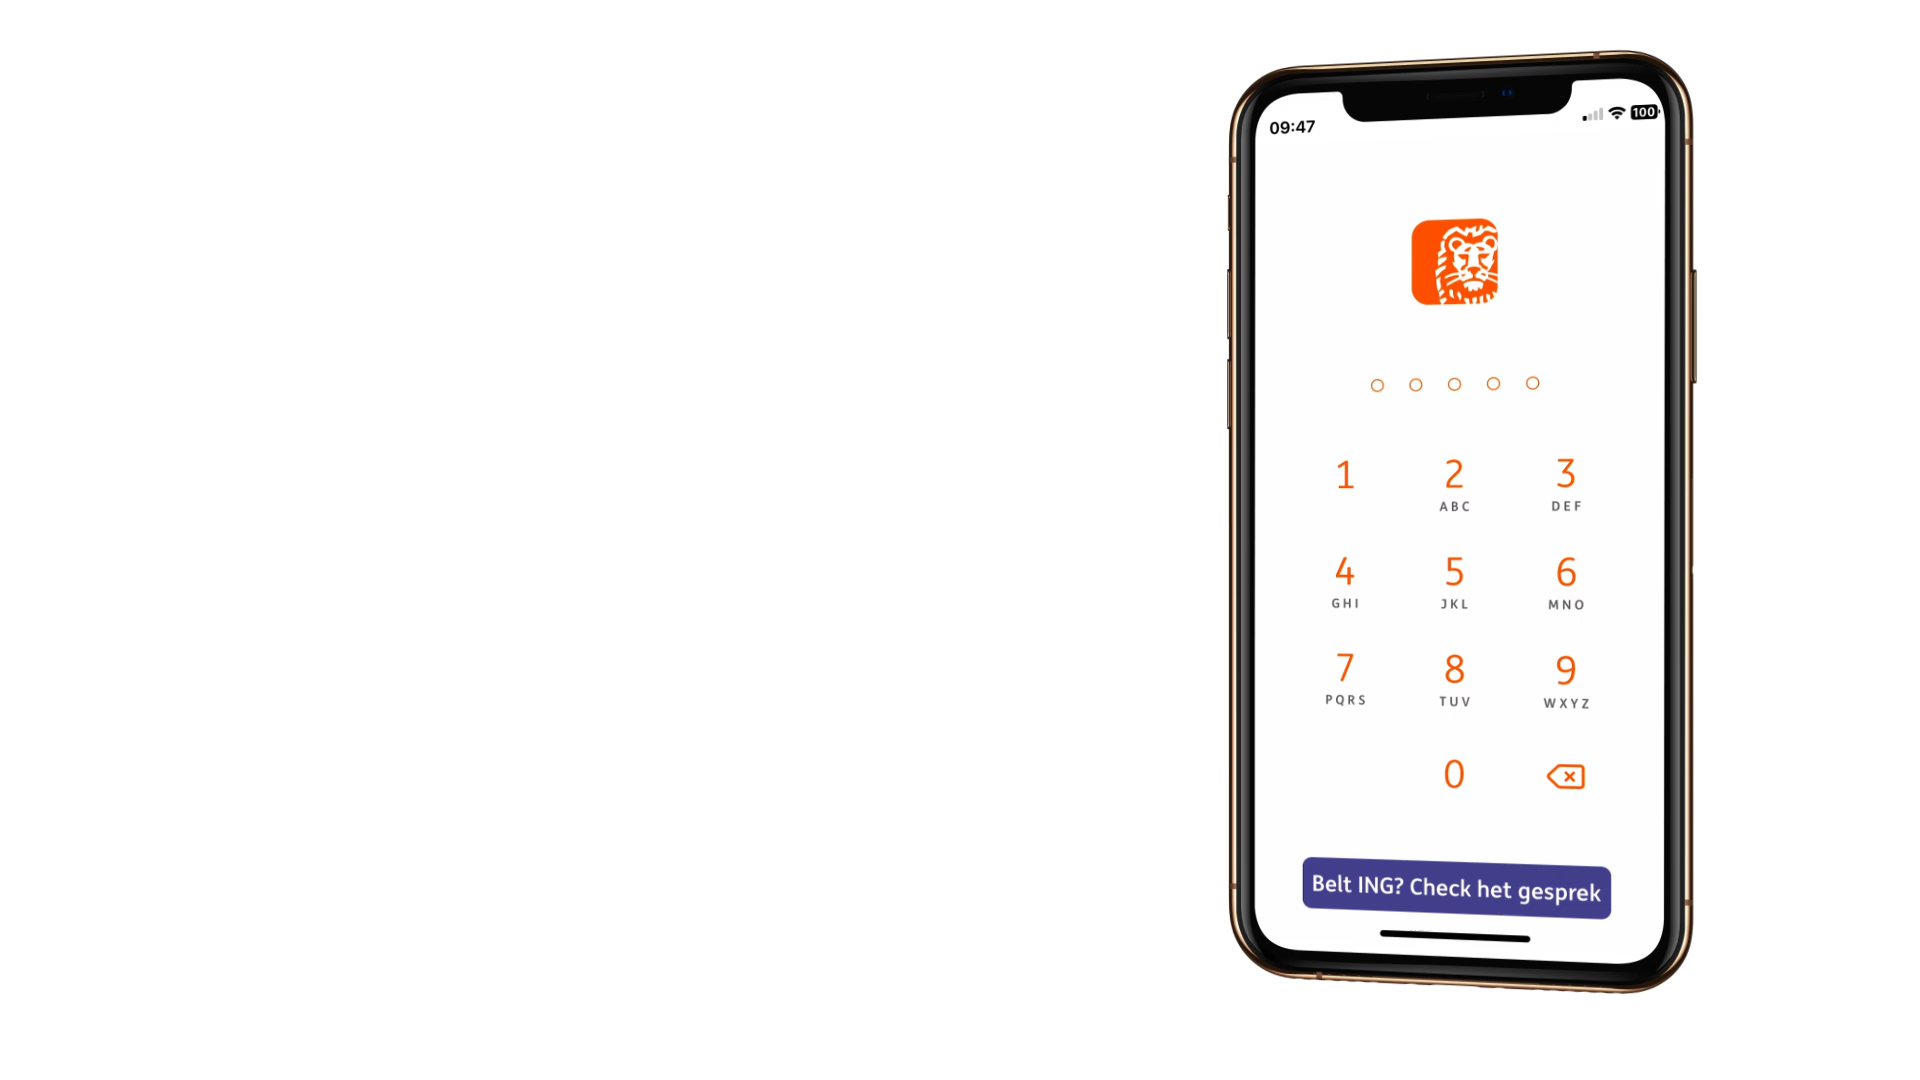 09:47
100
1
2
3
ABC
DEF
4
5
6
GHI
JKL
MNO
7
8
9
PQRS
TUV
WXYZ
0
Belt ING? Check het gesprek